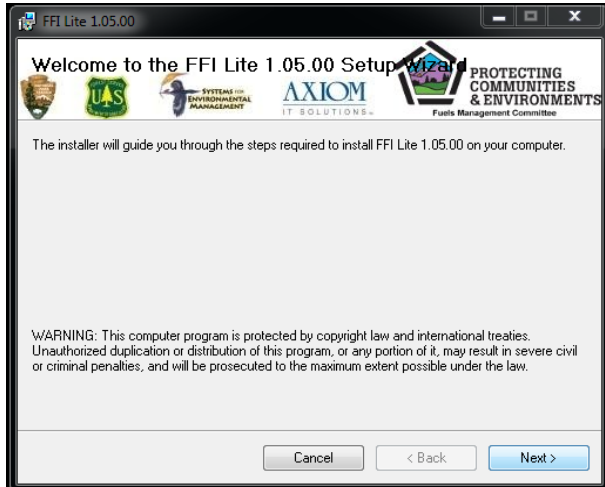 FFI Lite 1.05.00
Welcome to the FFI Lite 1.05.00 Setup Wizard
U S
SYSTEMS for
ENVIRONMENTAL
MANAGEMENT
AXIOM
IT SOLUTIONS
PROTECTING
COMMUNITIES
& ENVIRONMENTS
Fuels Management Committee
The installer will guide you through the steps required to install FFI Lite 1.05.00 on your computer.
WARNING: This computer program is protected by copyright law and international treaties.
Unauthorized duplication or distribution of this program, or any portion of it, may result in severe civil
or criminal penalties, and will be prosecuted to the maximum extent possible under the law.
Cancel
< Back
Next >